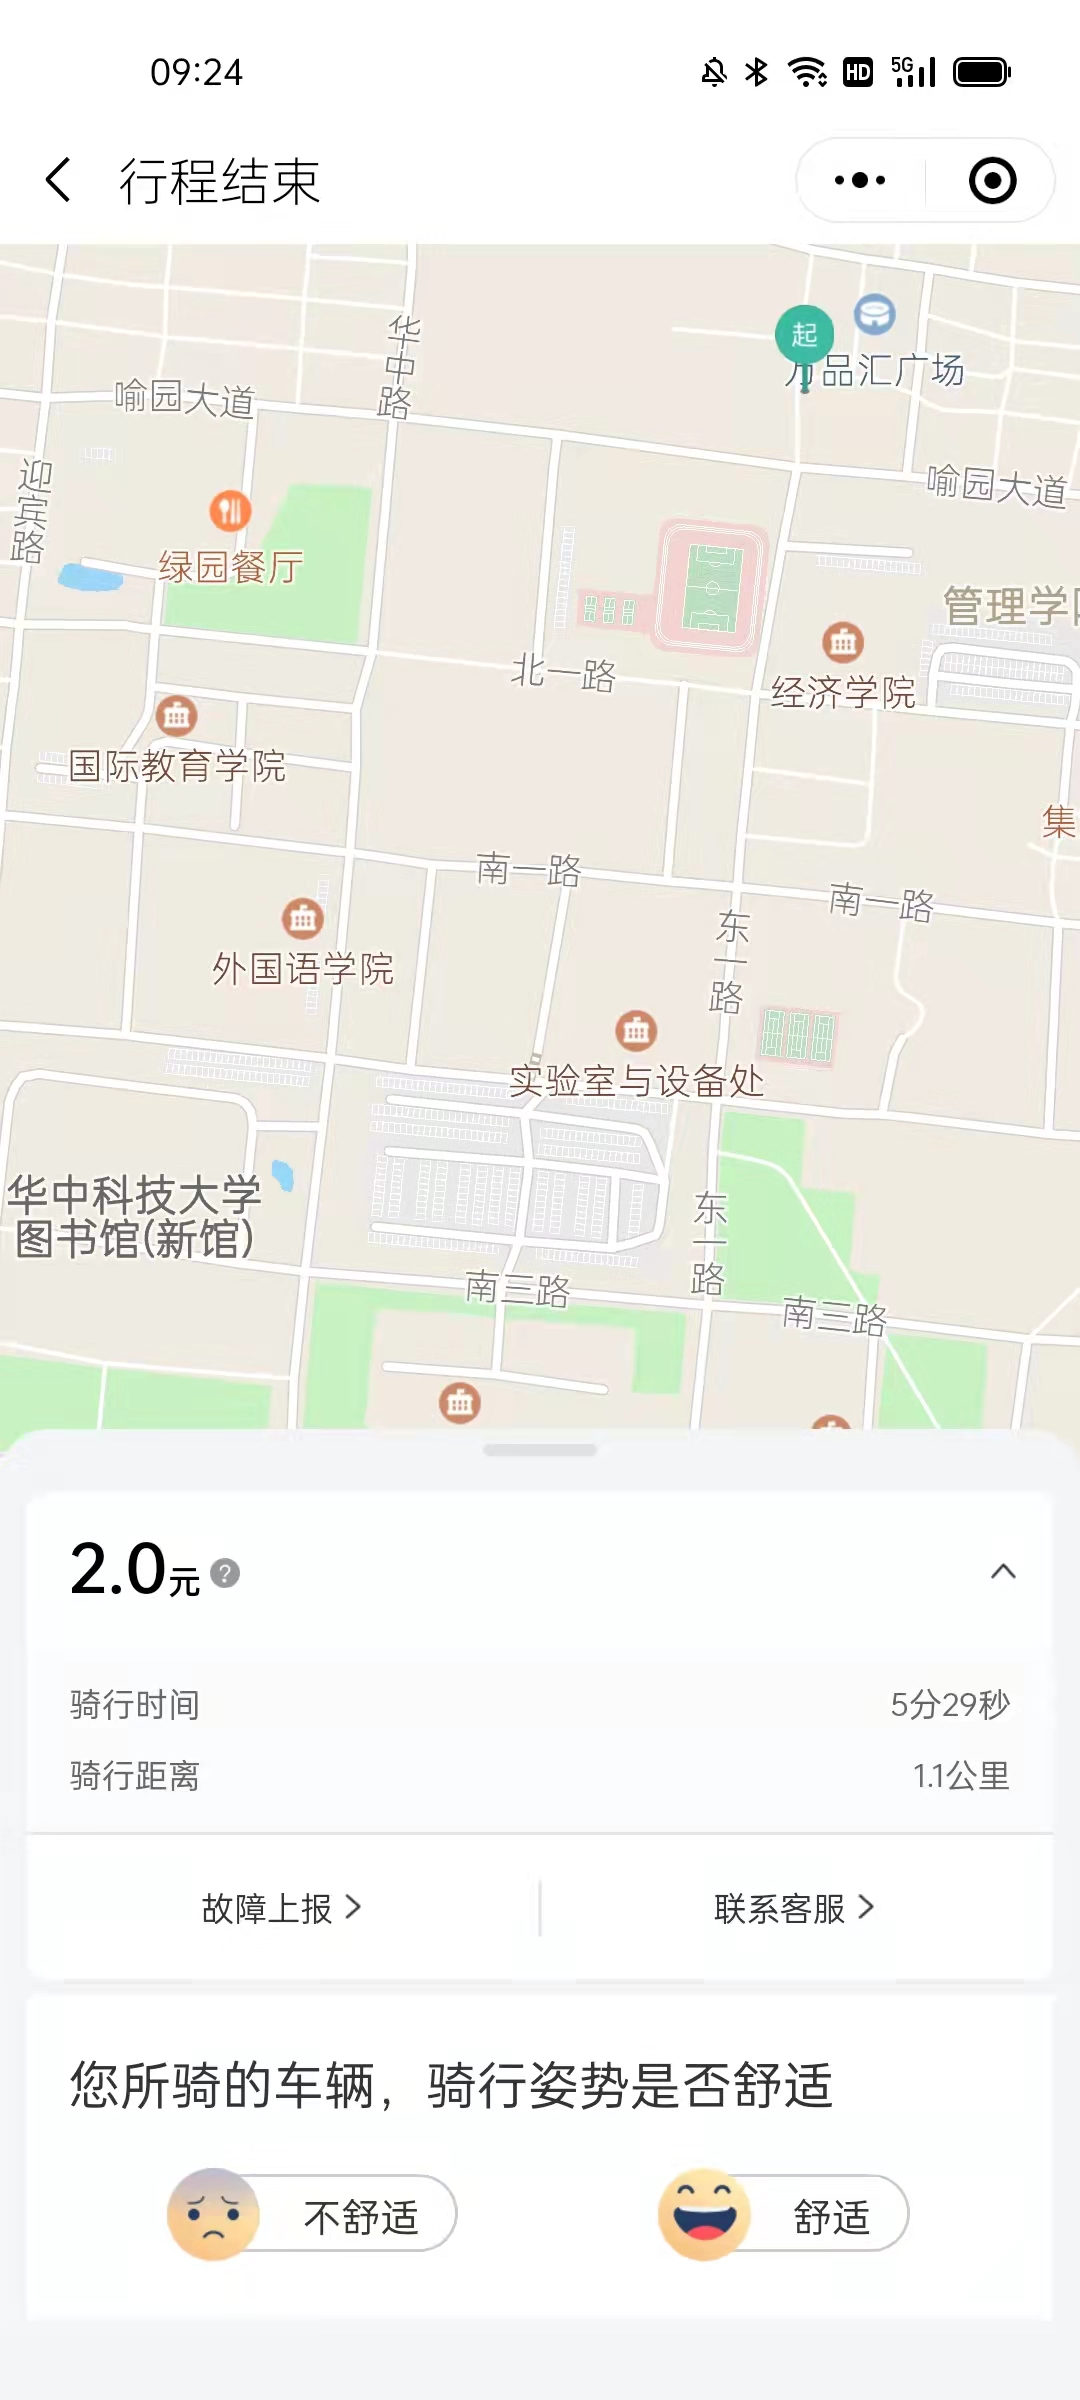 09:24
HD 5G
行程结束
华中路
起
万品汇广场
喻园大道
迎宾路
喻园大道
绿园餐厅
管理学
北一路
经济学院
国际教育学院
集
南一路
南一路
东一路
外国语学院
实验室与设备处
华中科技大学
图书馆(新馆)
东一路
南三路
南三路
2.0元 ?
骑行时间 5分29秒
骑行距离 1.1公里
故障上报 联系客服
您所骑的车辆，骑行姿势是否舒适
不舒适 舒适